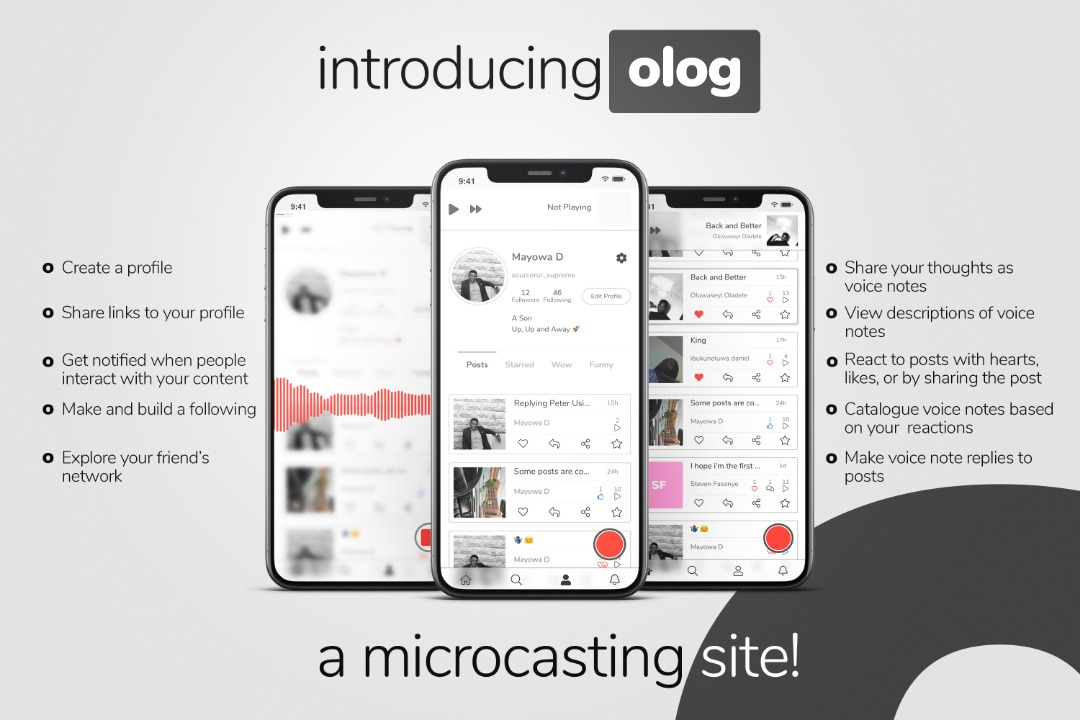 introducing olog
Create a profile
Share links to your profile
Get notified when people
interact with your content
Make and build a following
Explore your friend's
network
9:41
9:41
Not Playing
Mayowa D
sourceror_supreme
12
46
Followers
Following
Edit Profile
A Son
Up, Up and Away 🚀
Posts
Starred
Wow
Funny
Replying Peter Usi...
15h
Mayowa D
2
Some posts are co...
24h
Mayowa D
1
10
Mayowa D
Back and Better
Oluwaseyi Oladele
Back and Better
15h
Oluwaseyi Oladele
1
13
King
17h
ibukunoluwa daniel
1
4
Some posts are co...
24h
Mayowa D
1
10
SF
I hope i'm the first ...
3d
Steven Fasanye
1
1
11
Mayowa D
Share your thoughts as
voice notes
View descriptions of voice
notes
React to posts with hearts,
likes, or by sharing the post
Catalogue voice notes based
on your reactions
Make voice note replies to
posts
a microcasting site!